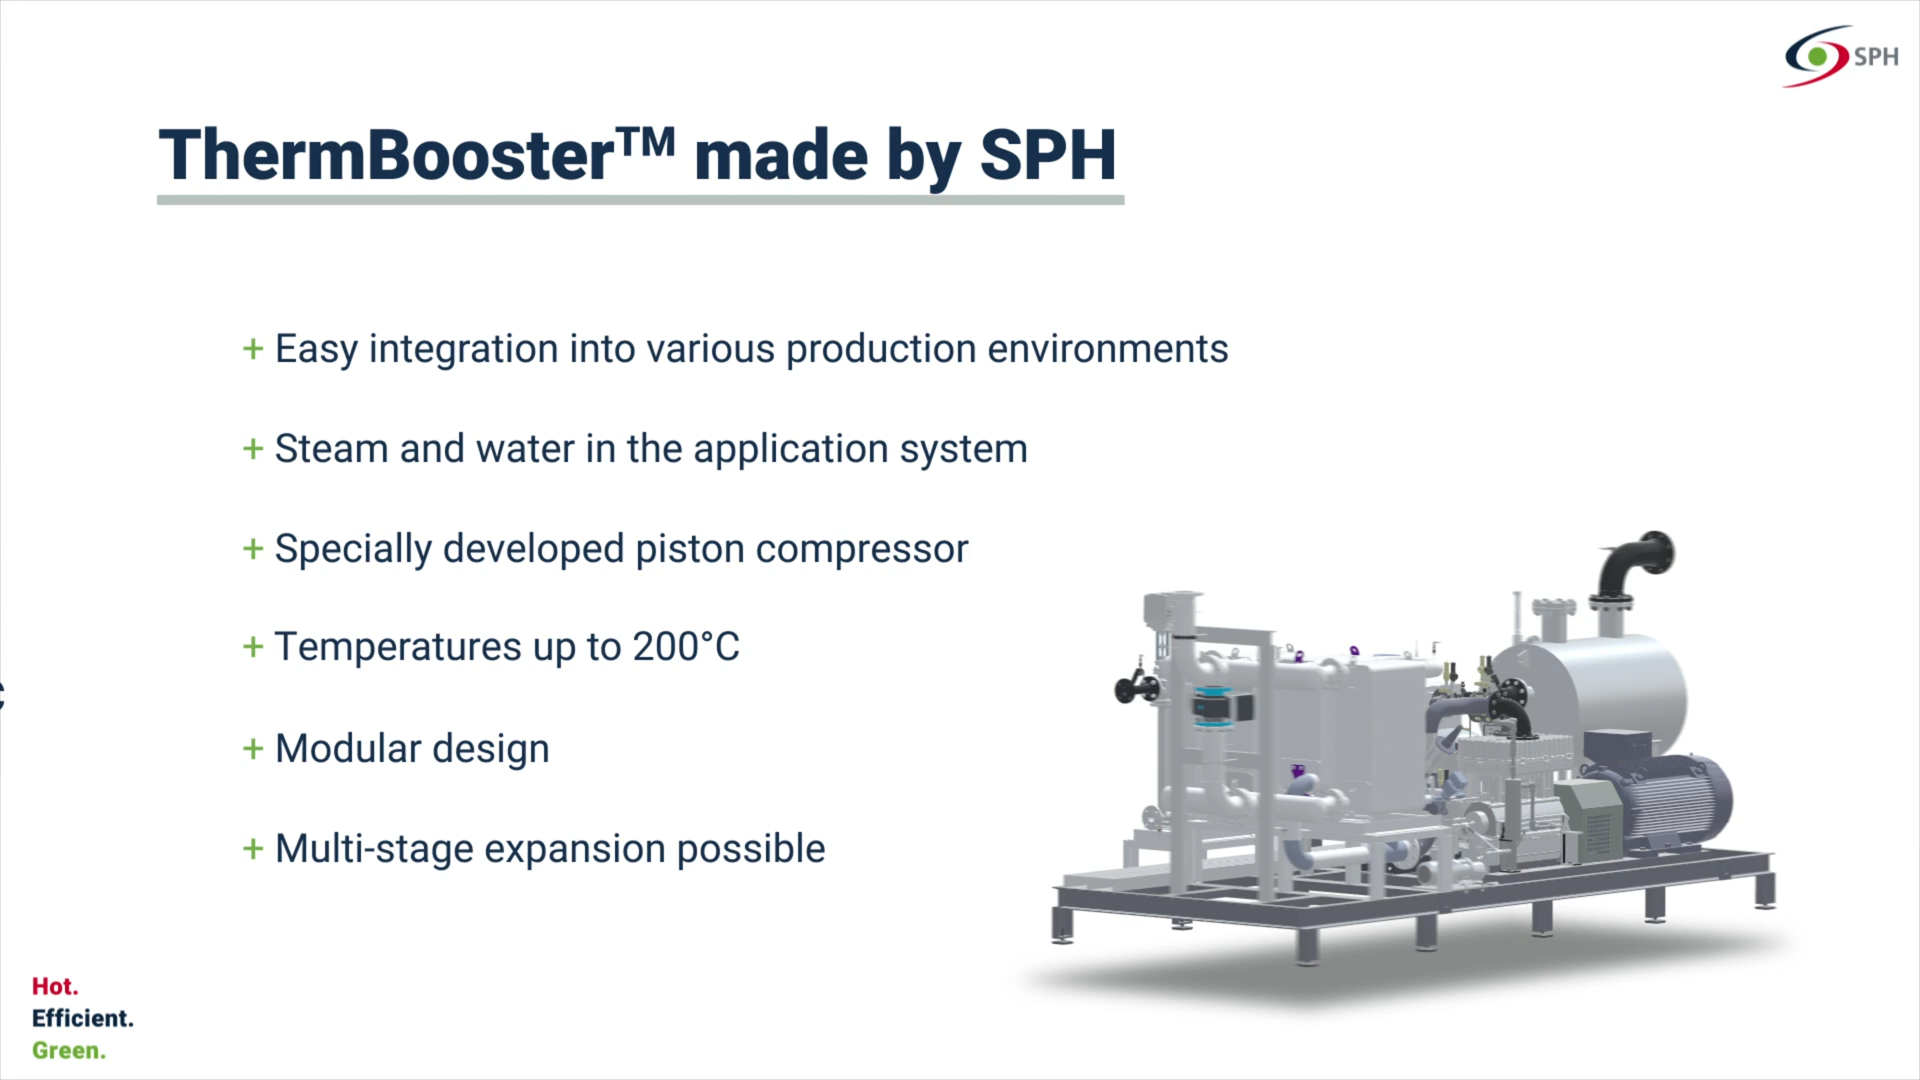 SPH
ThermBooster™ made by SPH
+ Easy integration into various production environments
+ Steam and water in the application system
+ Specially developed piston compressor
+ Temperatures up to 200°C
+ Modular design
+ Multi-stage expansion possible
Hot.
Efficient.
Green.